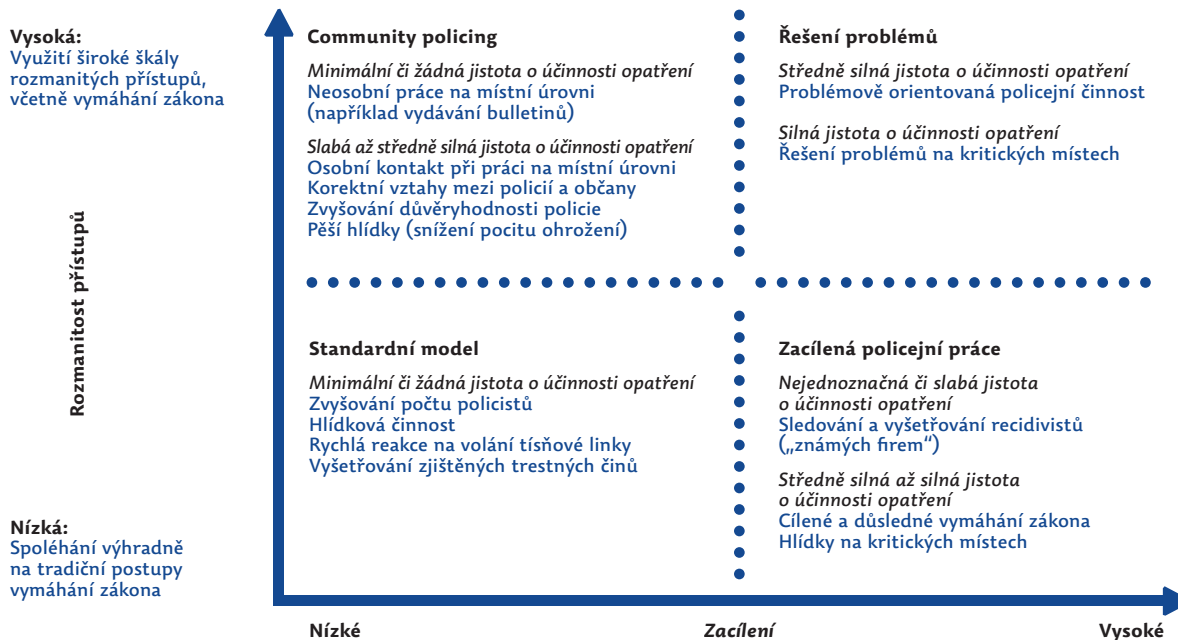 Vysoká:
Využití široké škály
rozmanitých přístupů,
včetně vymáhání zákona
Rozmanitost přístupů
Nízká:
Spoléhání výhradně
na tradiční postupy
vymáhání zákona
Community policing
Minimální či žádná jistota o účinnosti opatření
Neosobní práce na místní úrovni
(například vydávání bulletinů)
Slabá až středně silná jistota o účinnosti opatření
Osobní kontakt při práci na místní úrovni
Korektní vztahy mezi policií a občany
Zvyšování důvěryhodnosti policie
Pěší hlídky (snížení pocitu ohrožení)
Řešení problémů
Středně silná jistota o účinnosti opatření
Problémově orientovaná policejní činnost
Silná jistota o účinnosti opatření
Řešení problémů na kritických místech
Standardní model
Minimální či žádná jistota o účinnosti opatření
Zvyšování počtu policistů
Hlídková činnost
Rychlá reakce na volání tísňové linky
Vyšetřování zjištěných trestných činů
Zacílená policejní práce
Nejednoznačná či slabá jistota
o účinnosti opatření
Sledování a vyšetřování recidivistů
(„známých firem“)
Středně silná až silná jistota
o účinnosti opatření
Cílené a důsledné vymáhání zákona
Hlídky na kritických místech
Nízké
Zacílení
Vysoké